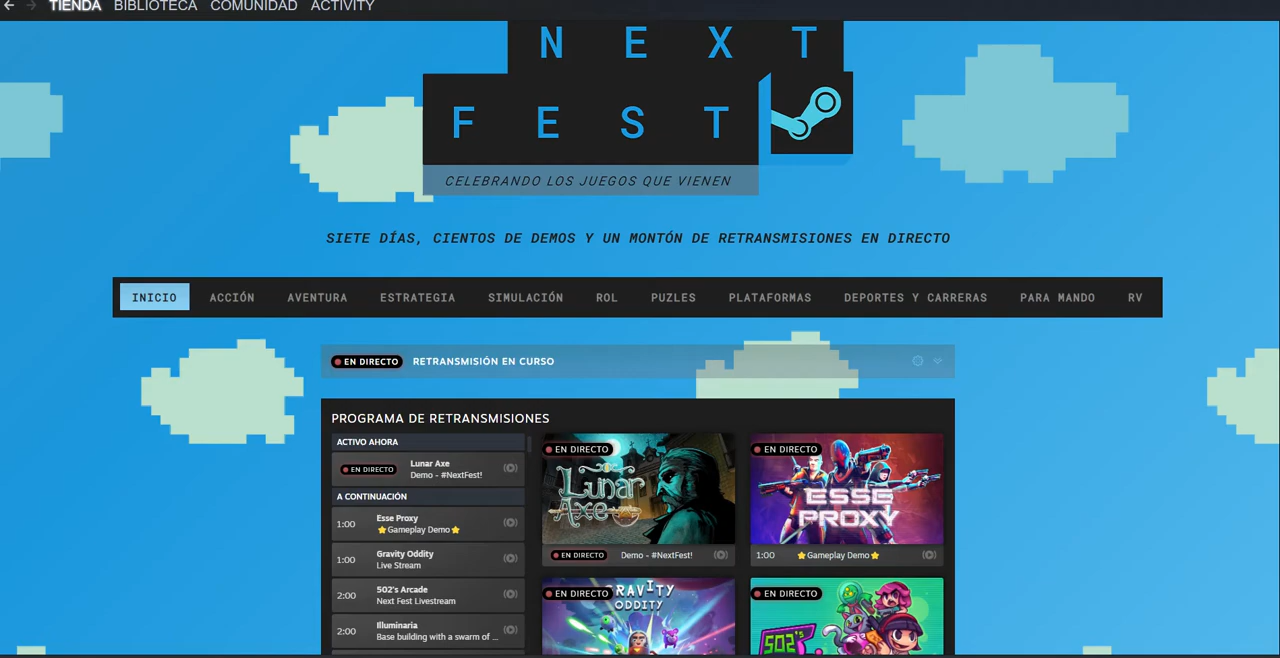 TIENDA BIBLIOTECA COMUNIDAD ACTIVITY
NEXT
FEST
CELEBRANDO LOS JUEGOS QUE VIENEN
SIETE DÍAS, CIENTOS DE DEMOS Y UN MONTÓN DE RETRANSMISIONES EN DIRECTO
INICIO ACCIÓN AVENTURA ESTRATEGIA SIMULACIÓN ROL PUZLES PLATAFORMAS DEPORTES Y CARRERAS PARA MANDO RV
EN DIRECTO RETRANSMISIÓN EN CURSO
PROGRAMA DE RETRANSMISIONES
ACTIVO AHORA
EN DIRECTO
Lunar Axe
Demo - #NextFest!
A CONTINUACIÓN
1:00
Esse Proxy
⭐Gameplay Demo⭐
1:00
Gravity Oddity
Live Stream
2:00
502's Arcade
Next Fest Livestream
2:00
Illuminaria
Base building with a swarm of ...
EN DIRECTO
Lunar
Axe
EN DIRECTO Demo - #NextFest!
EN DIRECTO
ESSE
PROXY
1:00 ⭐Gameplay Demo⭐
EN DIRECTO
GRAVITY
ODDITY
EN DIRECTO
502's